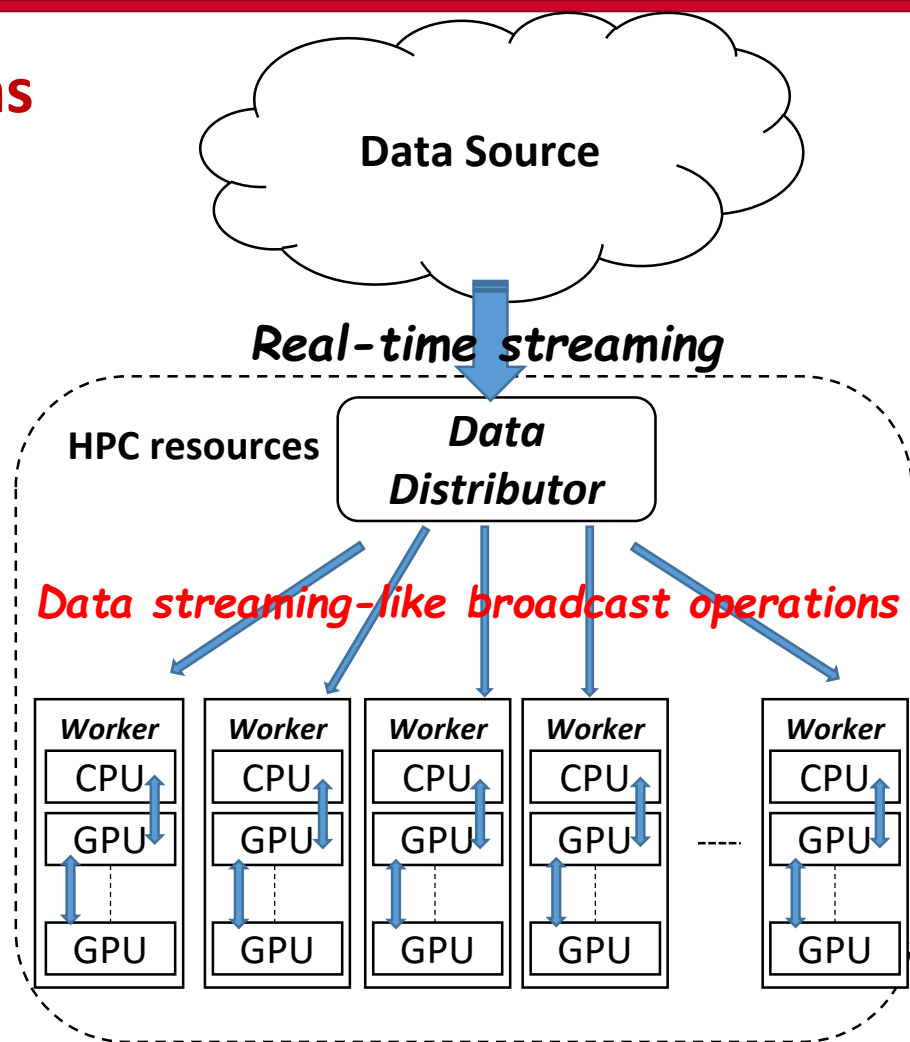 Data Source
Real-time streaming
HPC resources
Data
Distributor
Data streaming-like broadcast operations
Worker Worker Worker Worker Worker
CPU CPU CPU CPU CPU
GPU GPU GPU GPU GPU
GPU GPU GPU GPU GPU